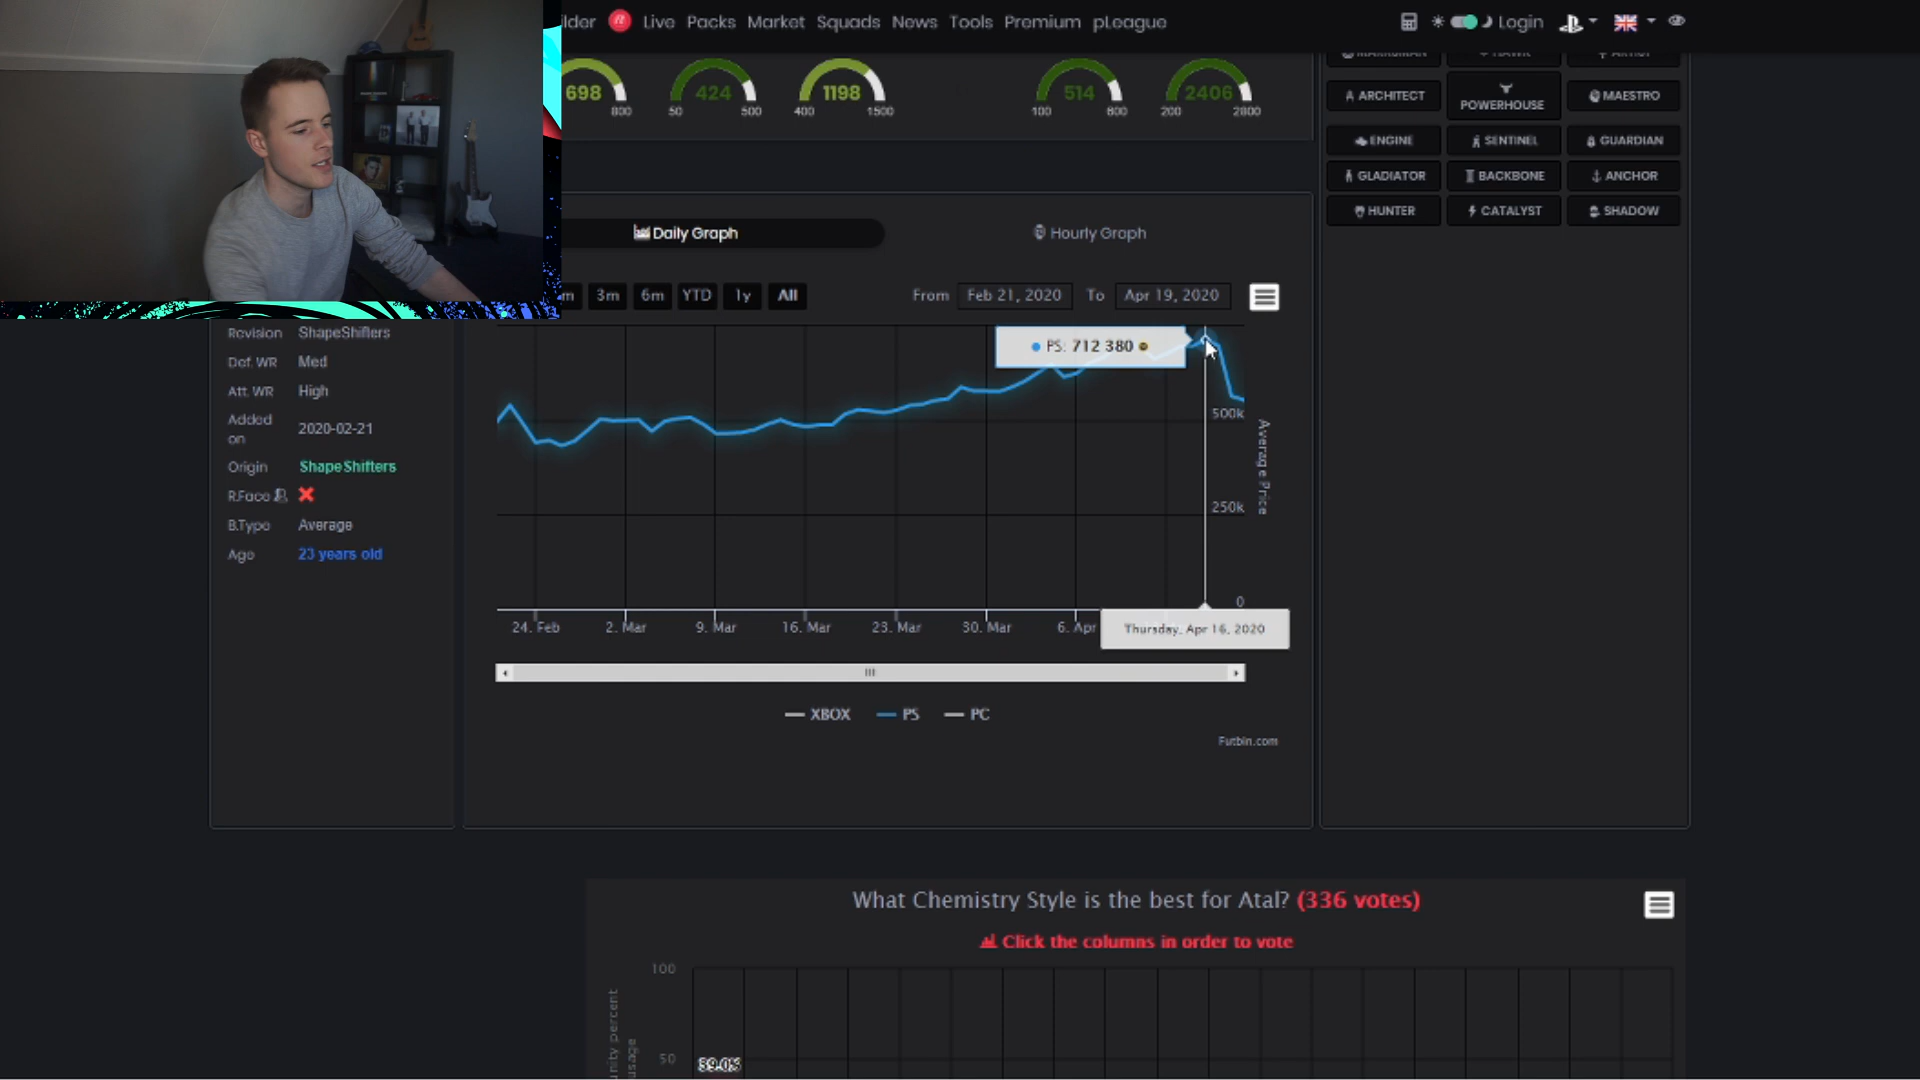 ilder Live Packs Market Squads News Tools Premium pLeague Login
698 424 1198 514 2406
800 50 500 400 1500 100 800 200 2800
ARCHITECT POWERHOUSE MAESTRO
ENGINE SENTINEL GUARDIAN
GLADIATOR BACKBONE ANCHOR
HUNTER CATALYST SHADOW
Daily Graph Hourly Graph
m 3m 6m YTD 1y All From Feb 21, 2020 To Apr 19, 2020
Revision ShapeShifters
Def. WR Med
Att. WR High
Added on 2020-02-21
Origin ShapeShifters
R.Face
B.Type Average
Age 23 years old
PS: 712 380
500k
250k
0
Average Price
24. Feb 2. Mar 9. Mar 16. Mar 23. Mar 30. Mar 6. Apr
Thursday, Apr 16, 2020
XBOX PS PC
Futbin.com
What Chemistry Style is the best for Atal? (336 votes)
Click the columns in order to vote
100
50
39.0%
unity percent
usage